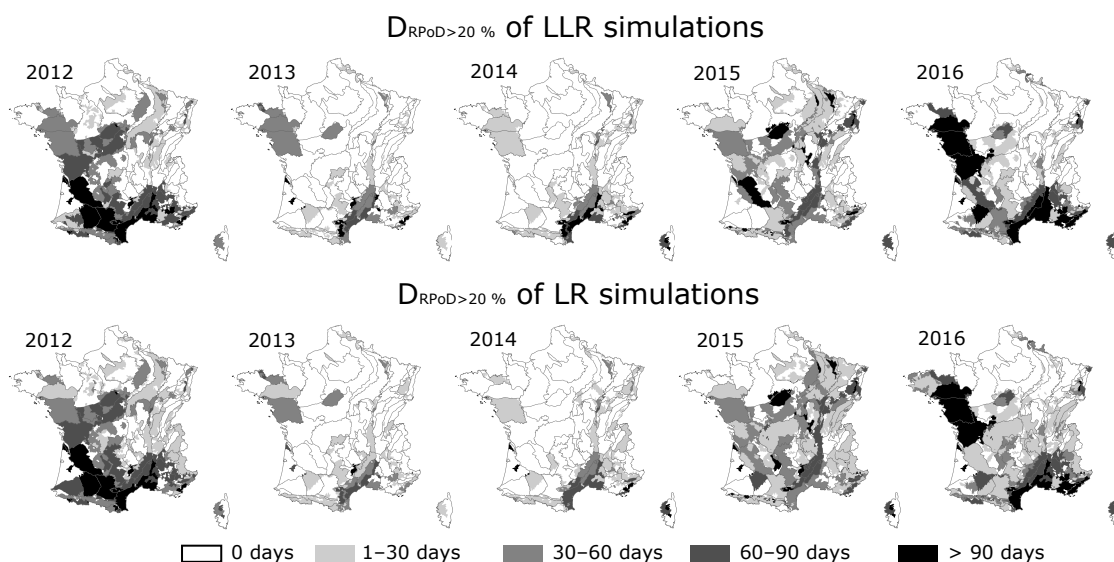 DRPoD>20 % of LLR simulations
2012
2013
2014
2015
2016
DRPoD>20 % of LR simulations
2012
2013
2014
2015
2016
0 days
1–30 days
30–60 days
60–90 days
> 90 days